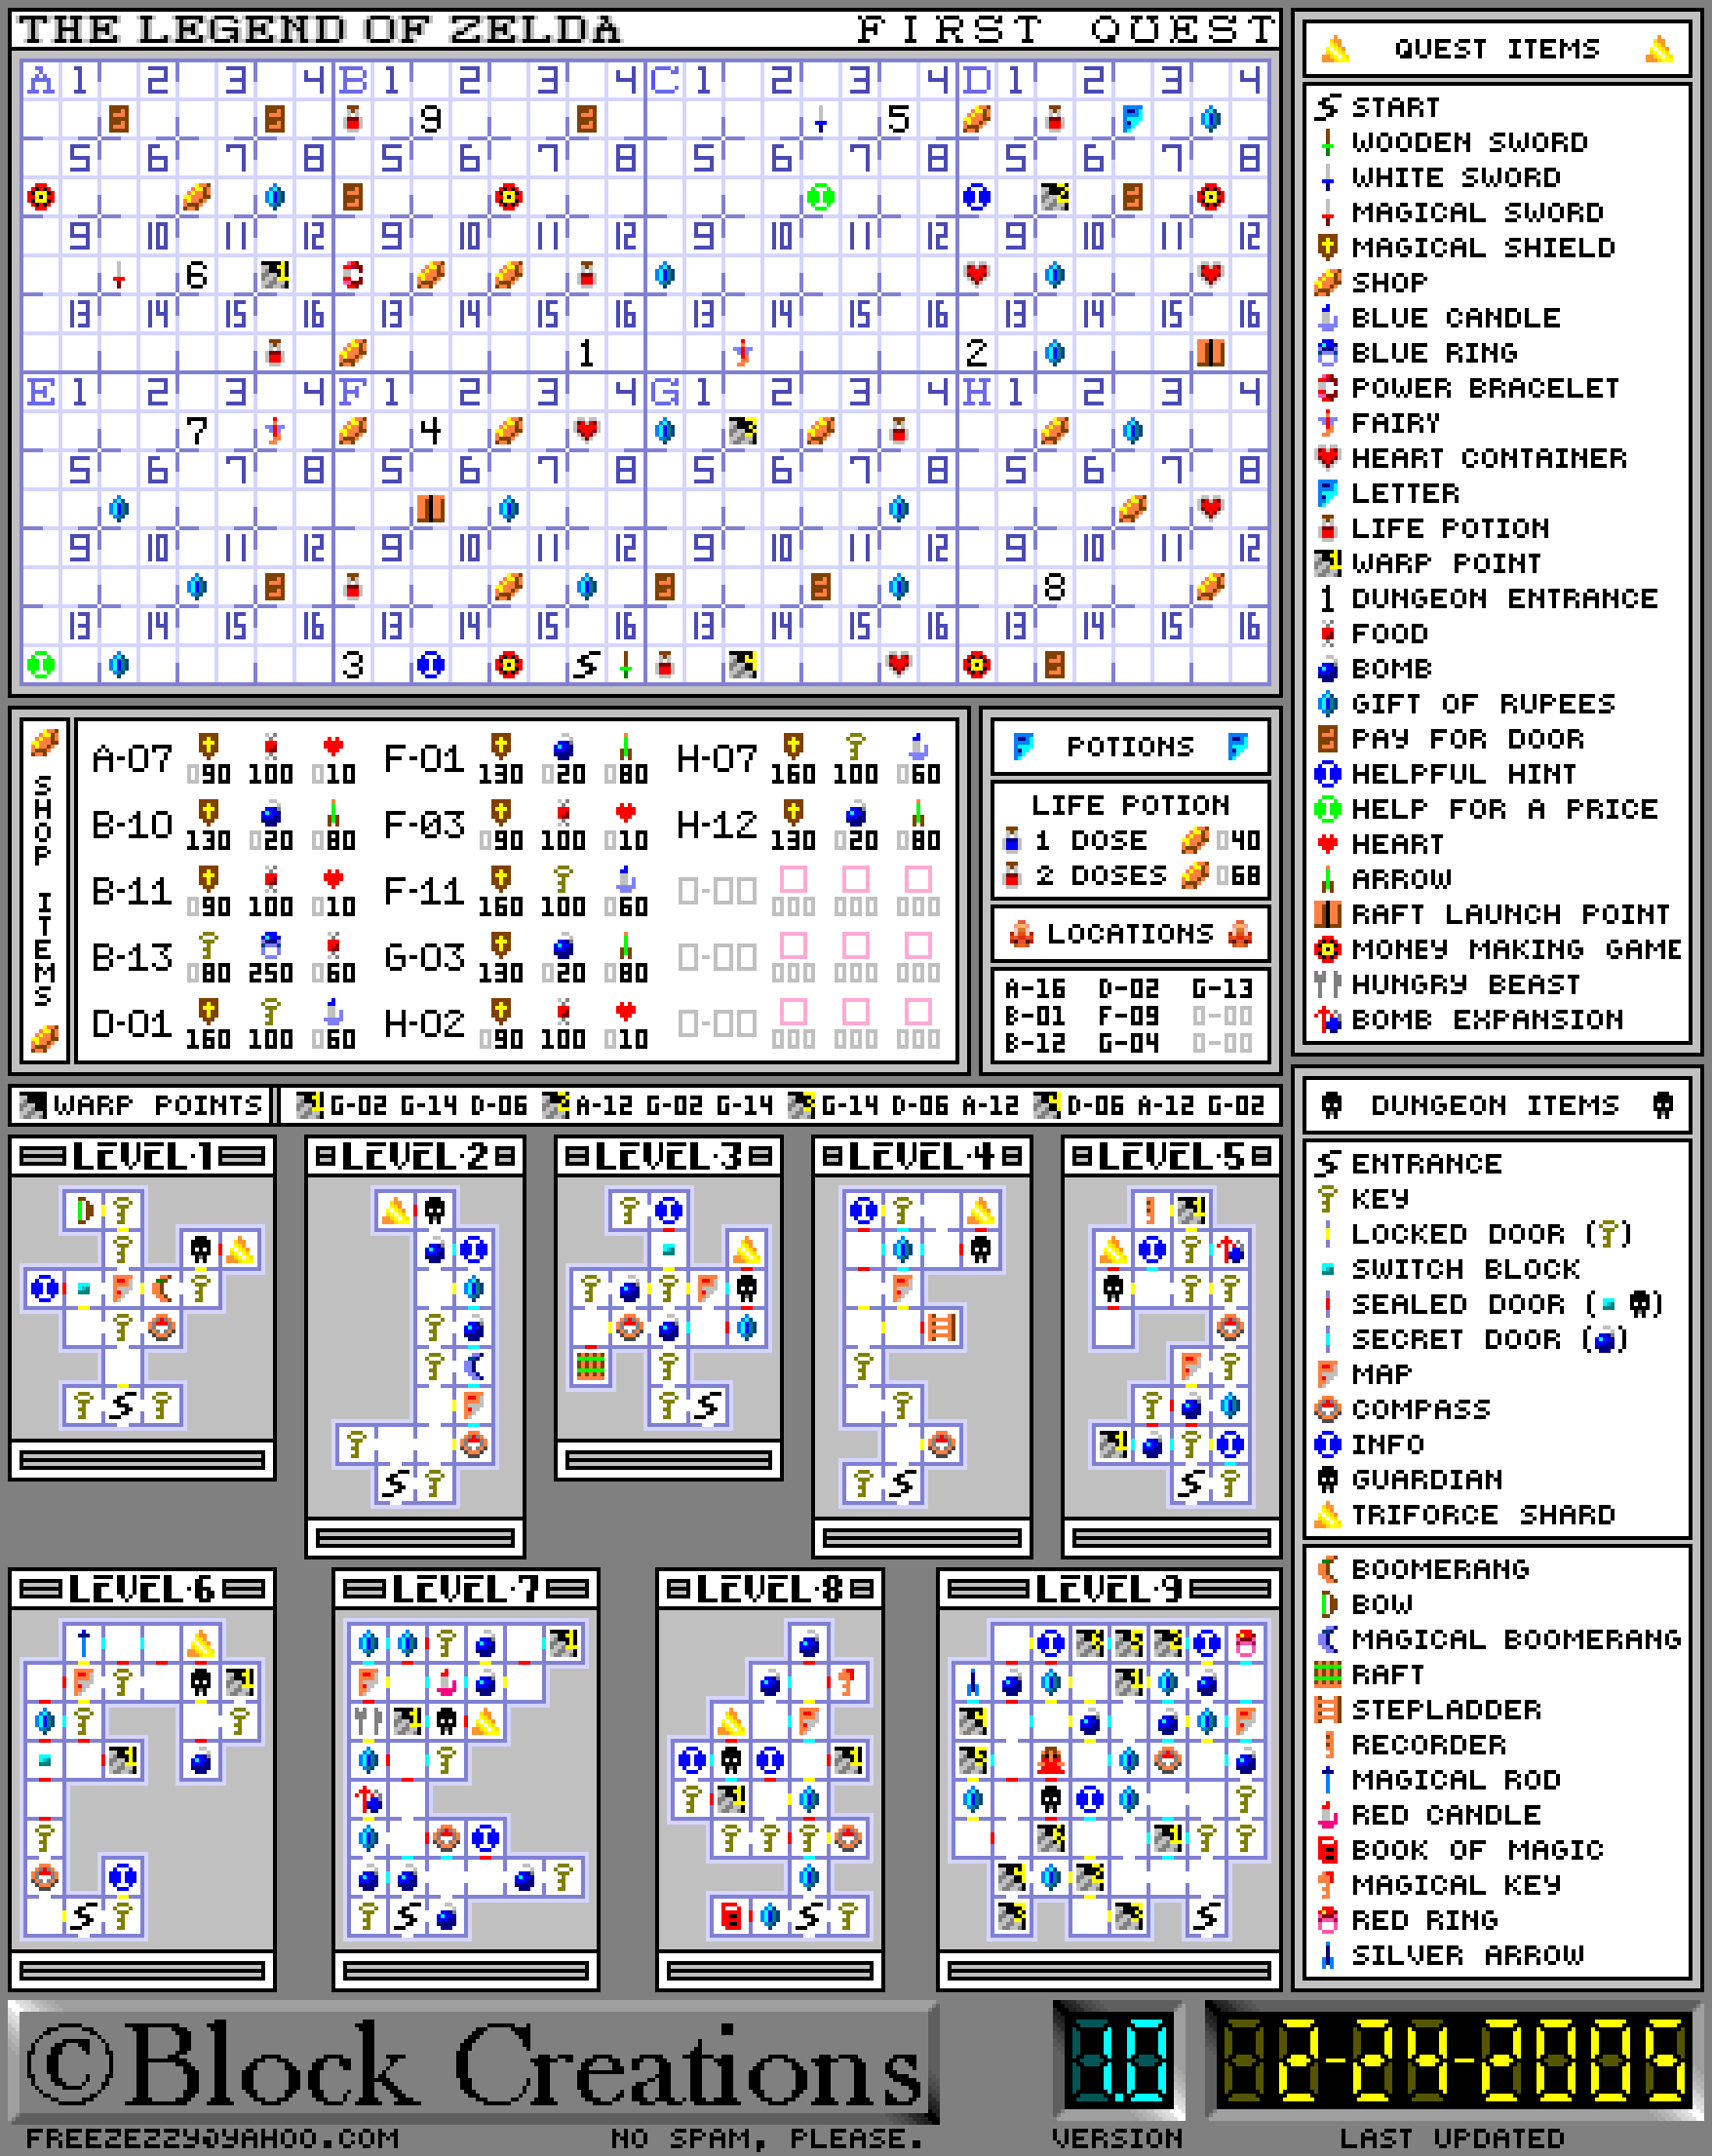 THE LEGEND OF ZELDA FIRST QUEST
A 1 2 3 4 B 1 2 3 4 C 1 2 3 4 D 1 2 3 4
9 5
5 6 7 8 5 6 7 8 5 6 7 8 5 6 7 8
9 10 11 12 9 10 11 12 9 10 11 12 9 10 11 12
6
13 14 15 16 13 14 15 16 13 14 15 16 13 14 15 16
1 2
E 1 2 3 4 F 1 2 3 4 G 1 2 3 4 H 1 2 3 4
7 4
5 6 7 8 5 6 7 8 5 6 7 8 5 6 7 8
9 10 11 12 9 10 11 12 9 10 11 12 9 10 11 12
8
13 14 15 16 13 14 15 16 13 14 15 16 13 14 15 16
3 S
SHOP ITEMS
A-07 090 100 010 F-01 130 020 080 H-07 160 100 060
B-10 130 020 080 F-03 090 100 010 H-12 130 020 080
B-11 090 100 010 F-11 160 100 060 0-00 000 000 000
B-13 080 250 060 G-03 130 020 080 0-00 000 000 000
D-01 160 100 060 H-02 090 100 010 0-00 000 000 000
POTIONS
LIFE POTION
1 DOSE 040
2 DOSES 068
LOCATIONS
A-16 D-02 G-13
B-01 F-09 0-00
B-12 G-04 0-00
WARP POINTS G-02 G-14 D-06 A-12 G-02 G-14 G-14 D-06 A-12 D-06 A-12 G-02
LEVEL·1 LEVEL·2 LEVEL·3 LEVEL·4 LEVEL·5
LEVEL·6 LEVEL·7 LEVEL·8 LEVEL·9
QUEST ITEMS
S START
WOODEN SWORD
WHITE SWORD
MAGICAL SWORD
MAGICAL SHIELD
SHOP
BLUE CANDLE
BLUE RING
POWER BRACELET
FAIRY
HEART CONTAINER
LETTER
LIFE POTION
WARP POINT
1 DUNGEON ENTRANCE
FOOD
BOMB
GIFT OF RUPEES
PAY FOR DOOR
HELPFUL HINT
HELP FOR A PRICE
HEART
ARROW
RAFT LAUNCH POINT
MONEY MAKING GAME
HUNGRY BEAST
BOMB EXPANSION
DUNGEON ITEMS
S ENTRANCE
KEY
LOCKED DOOR ( )
SWITCH BLOCK
SEALED DOOR ( )
SECRET DOOR ( )
MAP
COMPASS
INFO
GUARDIAN
TRIFORCE SHARD
BOOMERANG
BOW
MAGICAL BOOMERANG
RAFT
STEPLADDER
RECORDER
MAGICAL ROD
RED CANDLE
BOOK OF MAGIC
MAGICAL KEY
RED RING
SILVER ARROW
©Block Creations
1.0
2-24-2005
FREEZEZZY@YAHOO.COM NO SPAM, PLEASE.
VERSION
LAST UPDATED